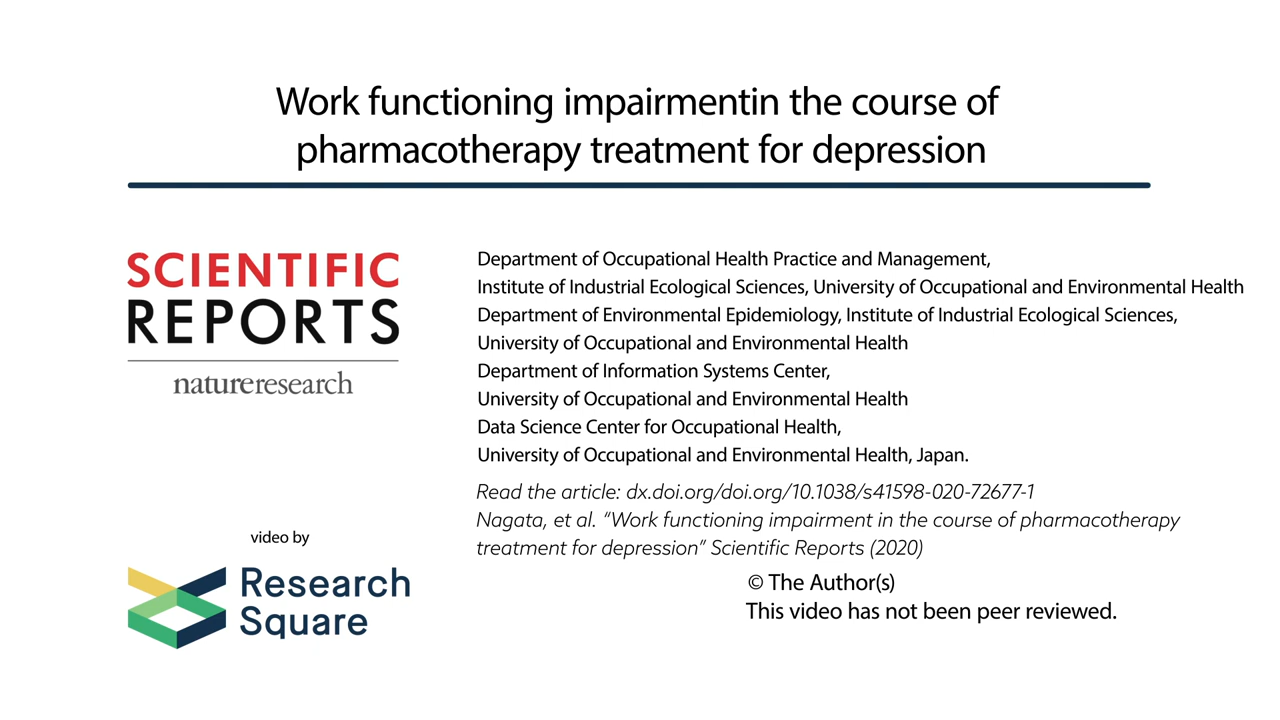 Work functioning impairmentin the course of
pharmacotherapy treatment for depression
SCIENTIFIC
REPORTS
natureresearch
Department of Occupational Health Practice and Management,
Institute of Industrial Ecological Sciences, University of Occupational and Environmental Health
Department of Environmental Epidemiology, Institute of Industrial Ecological Sciences,
University of Occupational and Environmental Health
Department of Information Systems Center,
University of Occupational and Environmental Health
Data Science Center for Occupational Health,
University of Occupational and Environmental Health, Japan.
Read the article: dx.doi.org/doi.org/10.1038/s41598-020-72677-1
Nagata, et al. “Work functioning impairment in the course of pharmacotherapy
treatment for depression” Scientific Reports (2020)
© The Author(s)
This video has not been peer reviewed.
video by
Research
Square